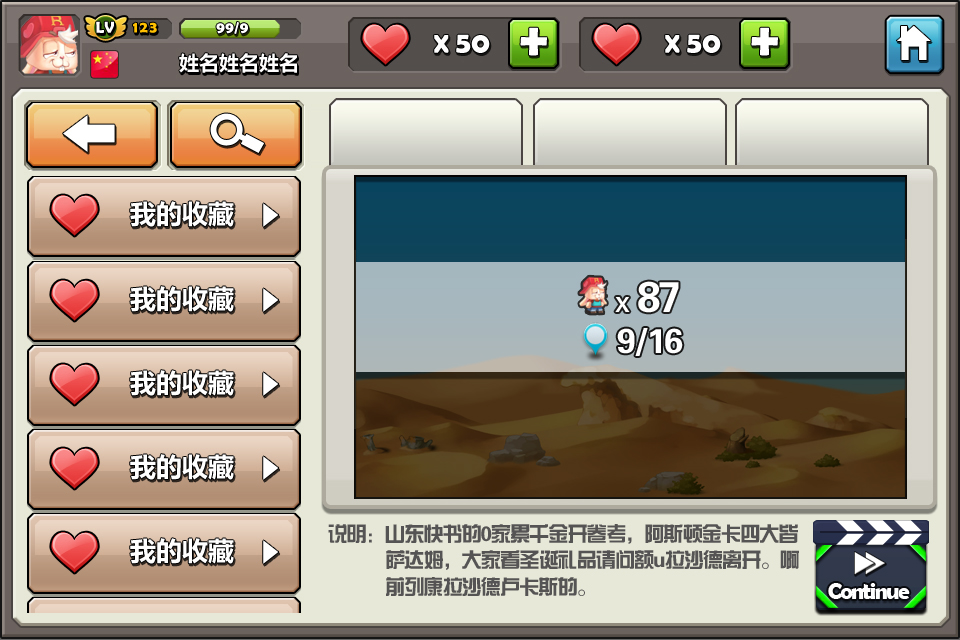 LV 123
99/9
姓名姓名姓名
X 50
X 50
我的收藏
我的收藏
我的收藏
我的收藏
我的收藏
x 87
9/16
说明：山东快书的0家累千金开参考，阿斯顿金卡四大皆
萨达姆，大家看圣诞礼品请问额u拉沙德离开。啊
前列康拉沙德卢卡斯的。
Continue